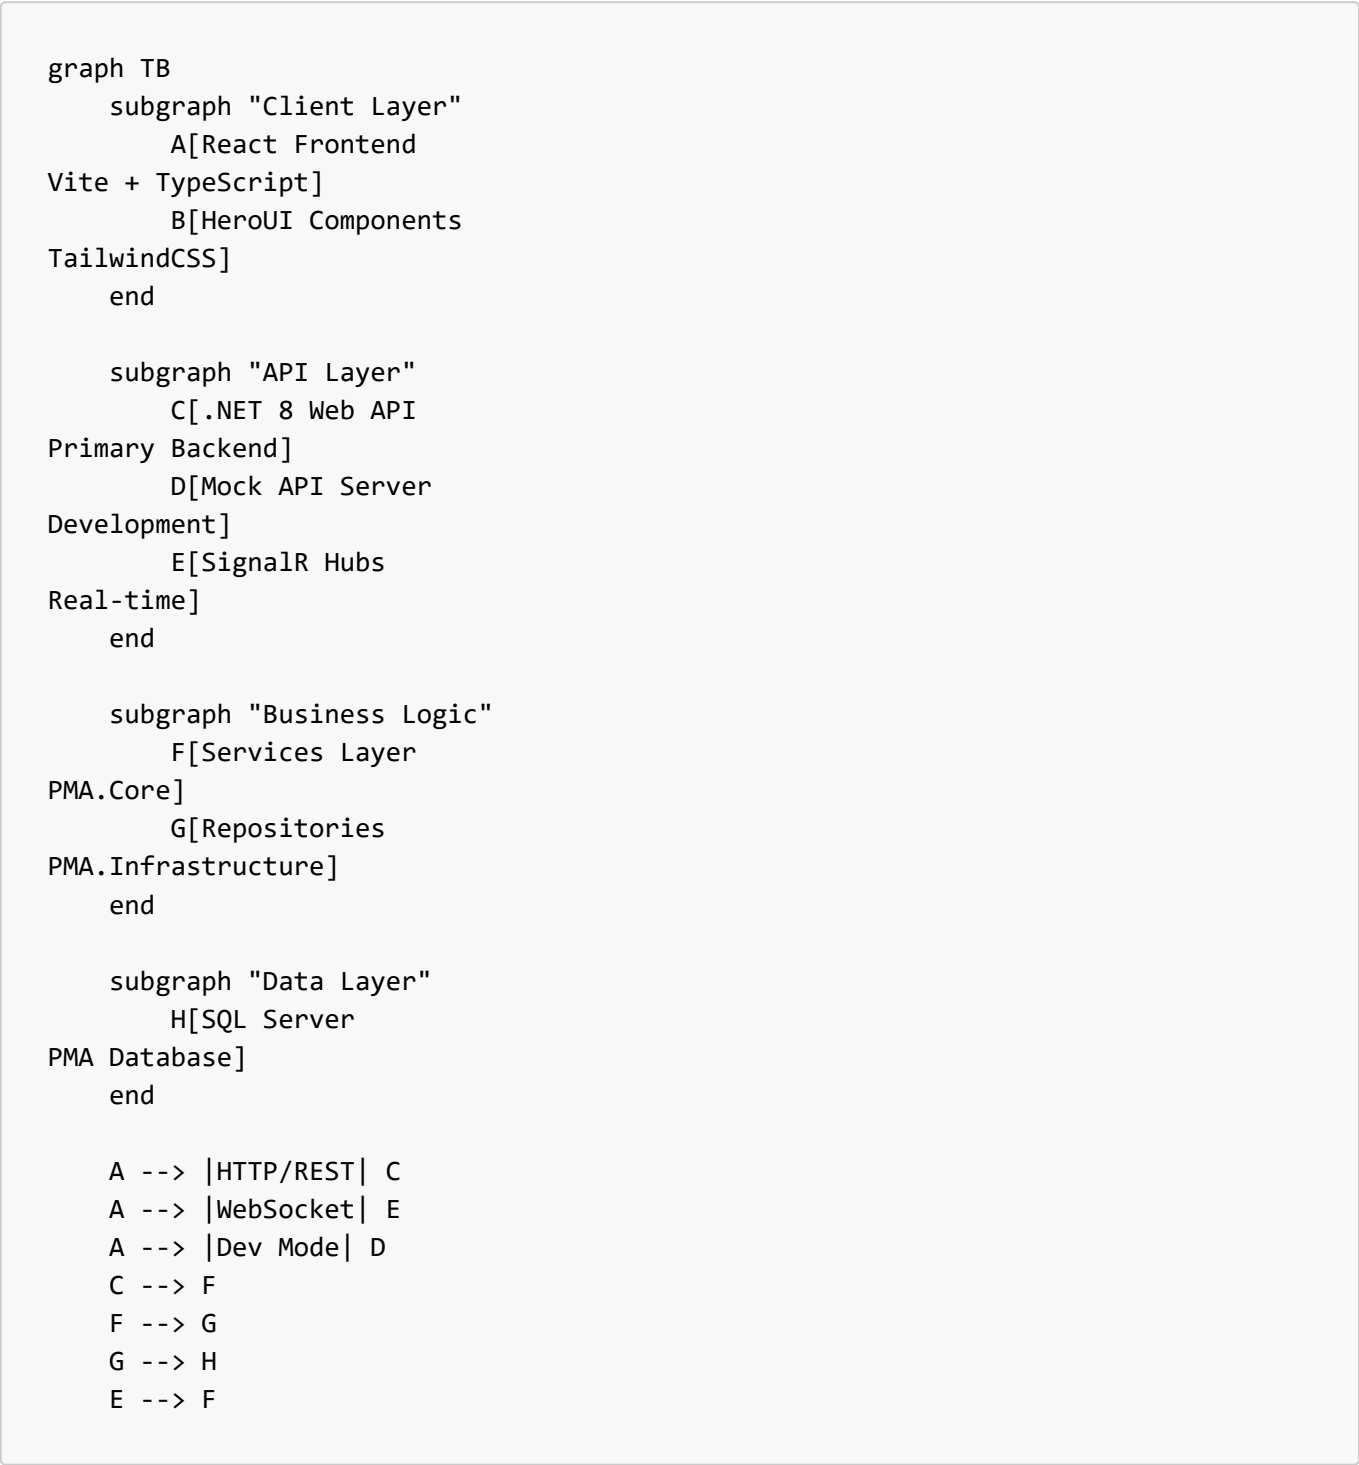 graph TB
    subgraph "Client Layer"
        A[React Frontend
Vite + TypeScript]
        B[HeroUI Components
TailwindCSS]
    end

    subgraph "API Layer"
        C[.NET 8 Web API
Primary Backend]
        D[Mock API Server
Development]
        E[SignalR Hubs
Real-time]
    end

    subgraph "Business Logic"
        F[Services Layer
PMA.Core]
        G[Repositories
PMA.Infrastructure]
    end

    subgraph "Data Layer"
        H[SQL Server
PMA Database]
    end

    A --> |HTTP/REST| C
    A --> |WebSocket| E
    A --> |Dev Mode| D
    C --> F
    F --> G
    G --> H
    E --> F